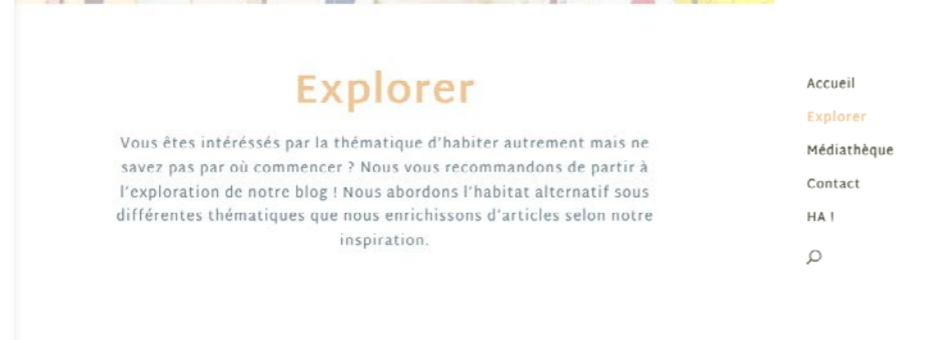 Explorer
Vous êtes intéréssés par la thématique d'habiter autrement mais ne
savez pas par où commencer ? Nous vous recommandons de partir à
l'exploration de notre blog ! Nous abordons l'habitat alternatif sous
différentes thématiques que nous enrichissons d'articles selon notre
inspiration.
Accueil
Explorer
Médiathèque
Contact
HA !